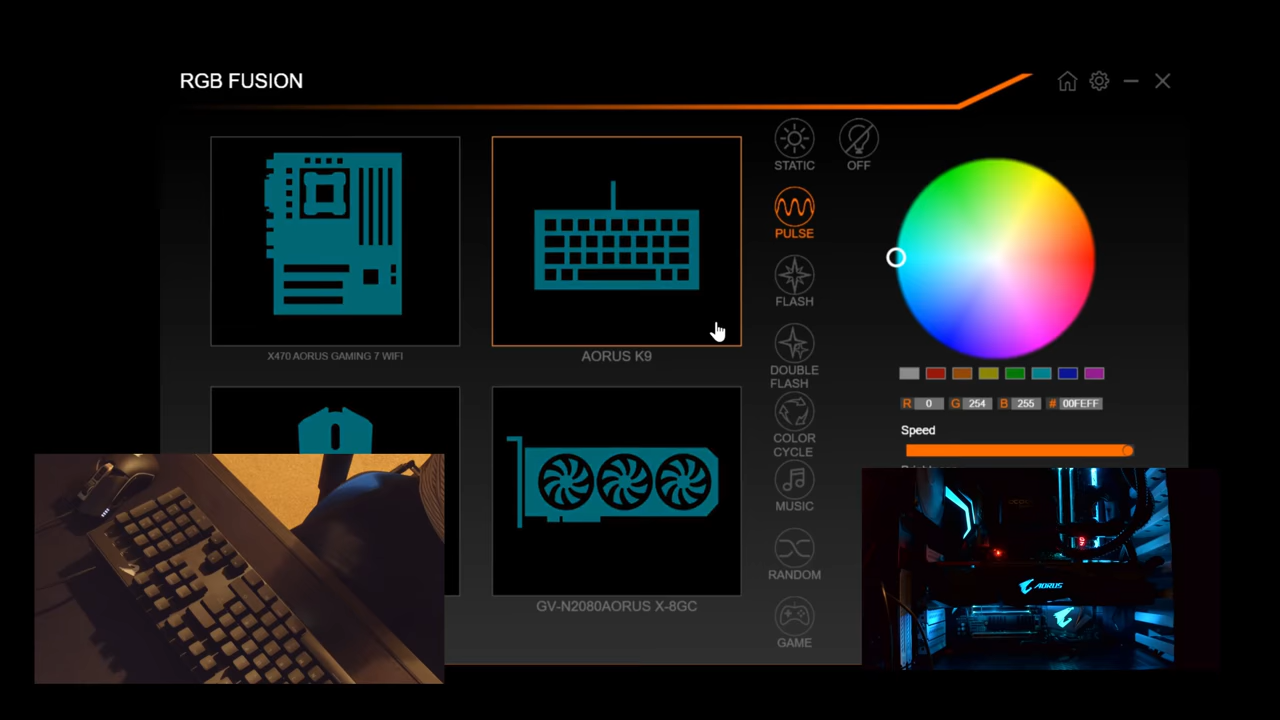 RGB FUSION
STATIC
OFF
PULSE
FLASH
DOUBLE
FLASH
COLOR
CYCLE
MUSIC
RANDOM
GAME
X470 AORUS GAMING 7 WIFI
AORUS K9
GV-N2080AORUS X-8GC
R 0 G 254 B 255 # 00FEFF
Speed
AORUS